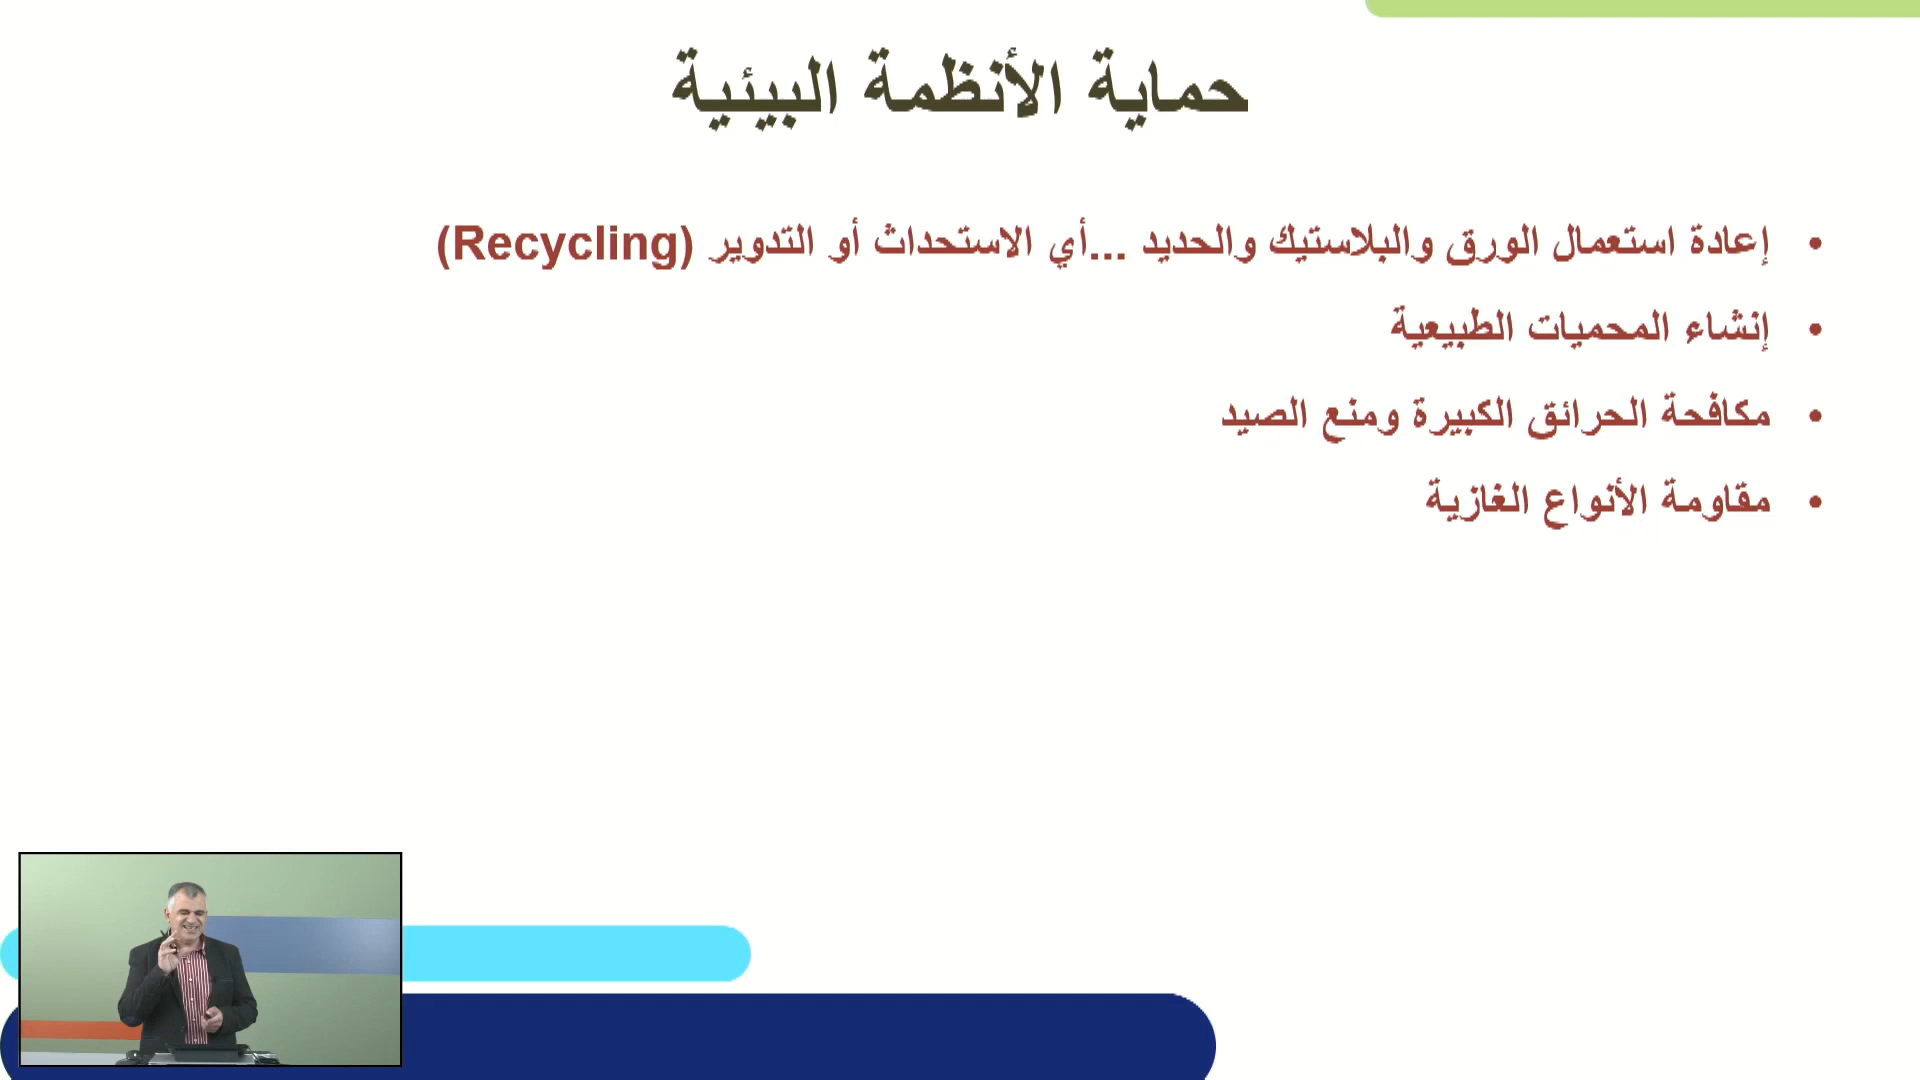 حماية الأنظمة البيئية
• إعادة استعمال الورق والبلاستيك والحديد ...أي الاستحداث أو التدوير (Recycling)
• إنشاء المحميات الطبيعية
• مكافحة الحرائق الكبيرة ومنع الصيد
• مقاومة الأنواع الغازية